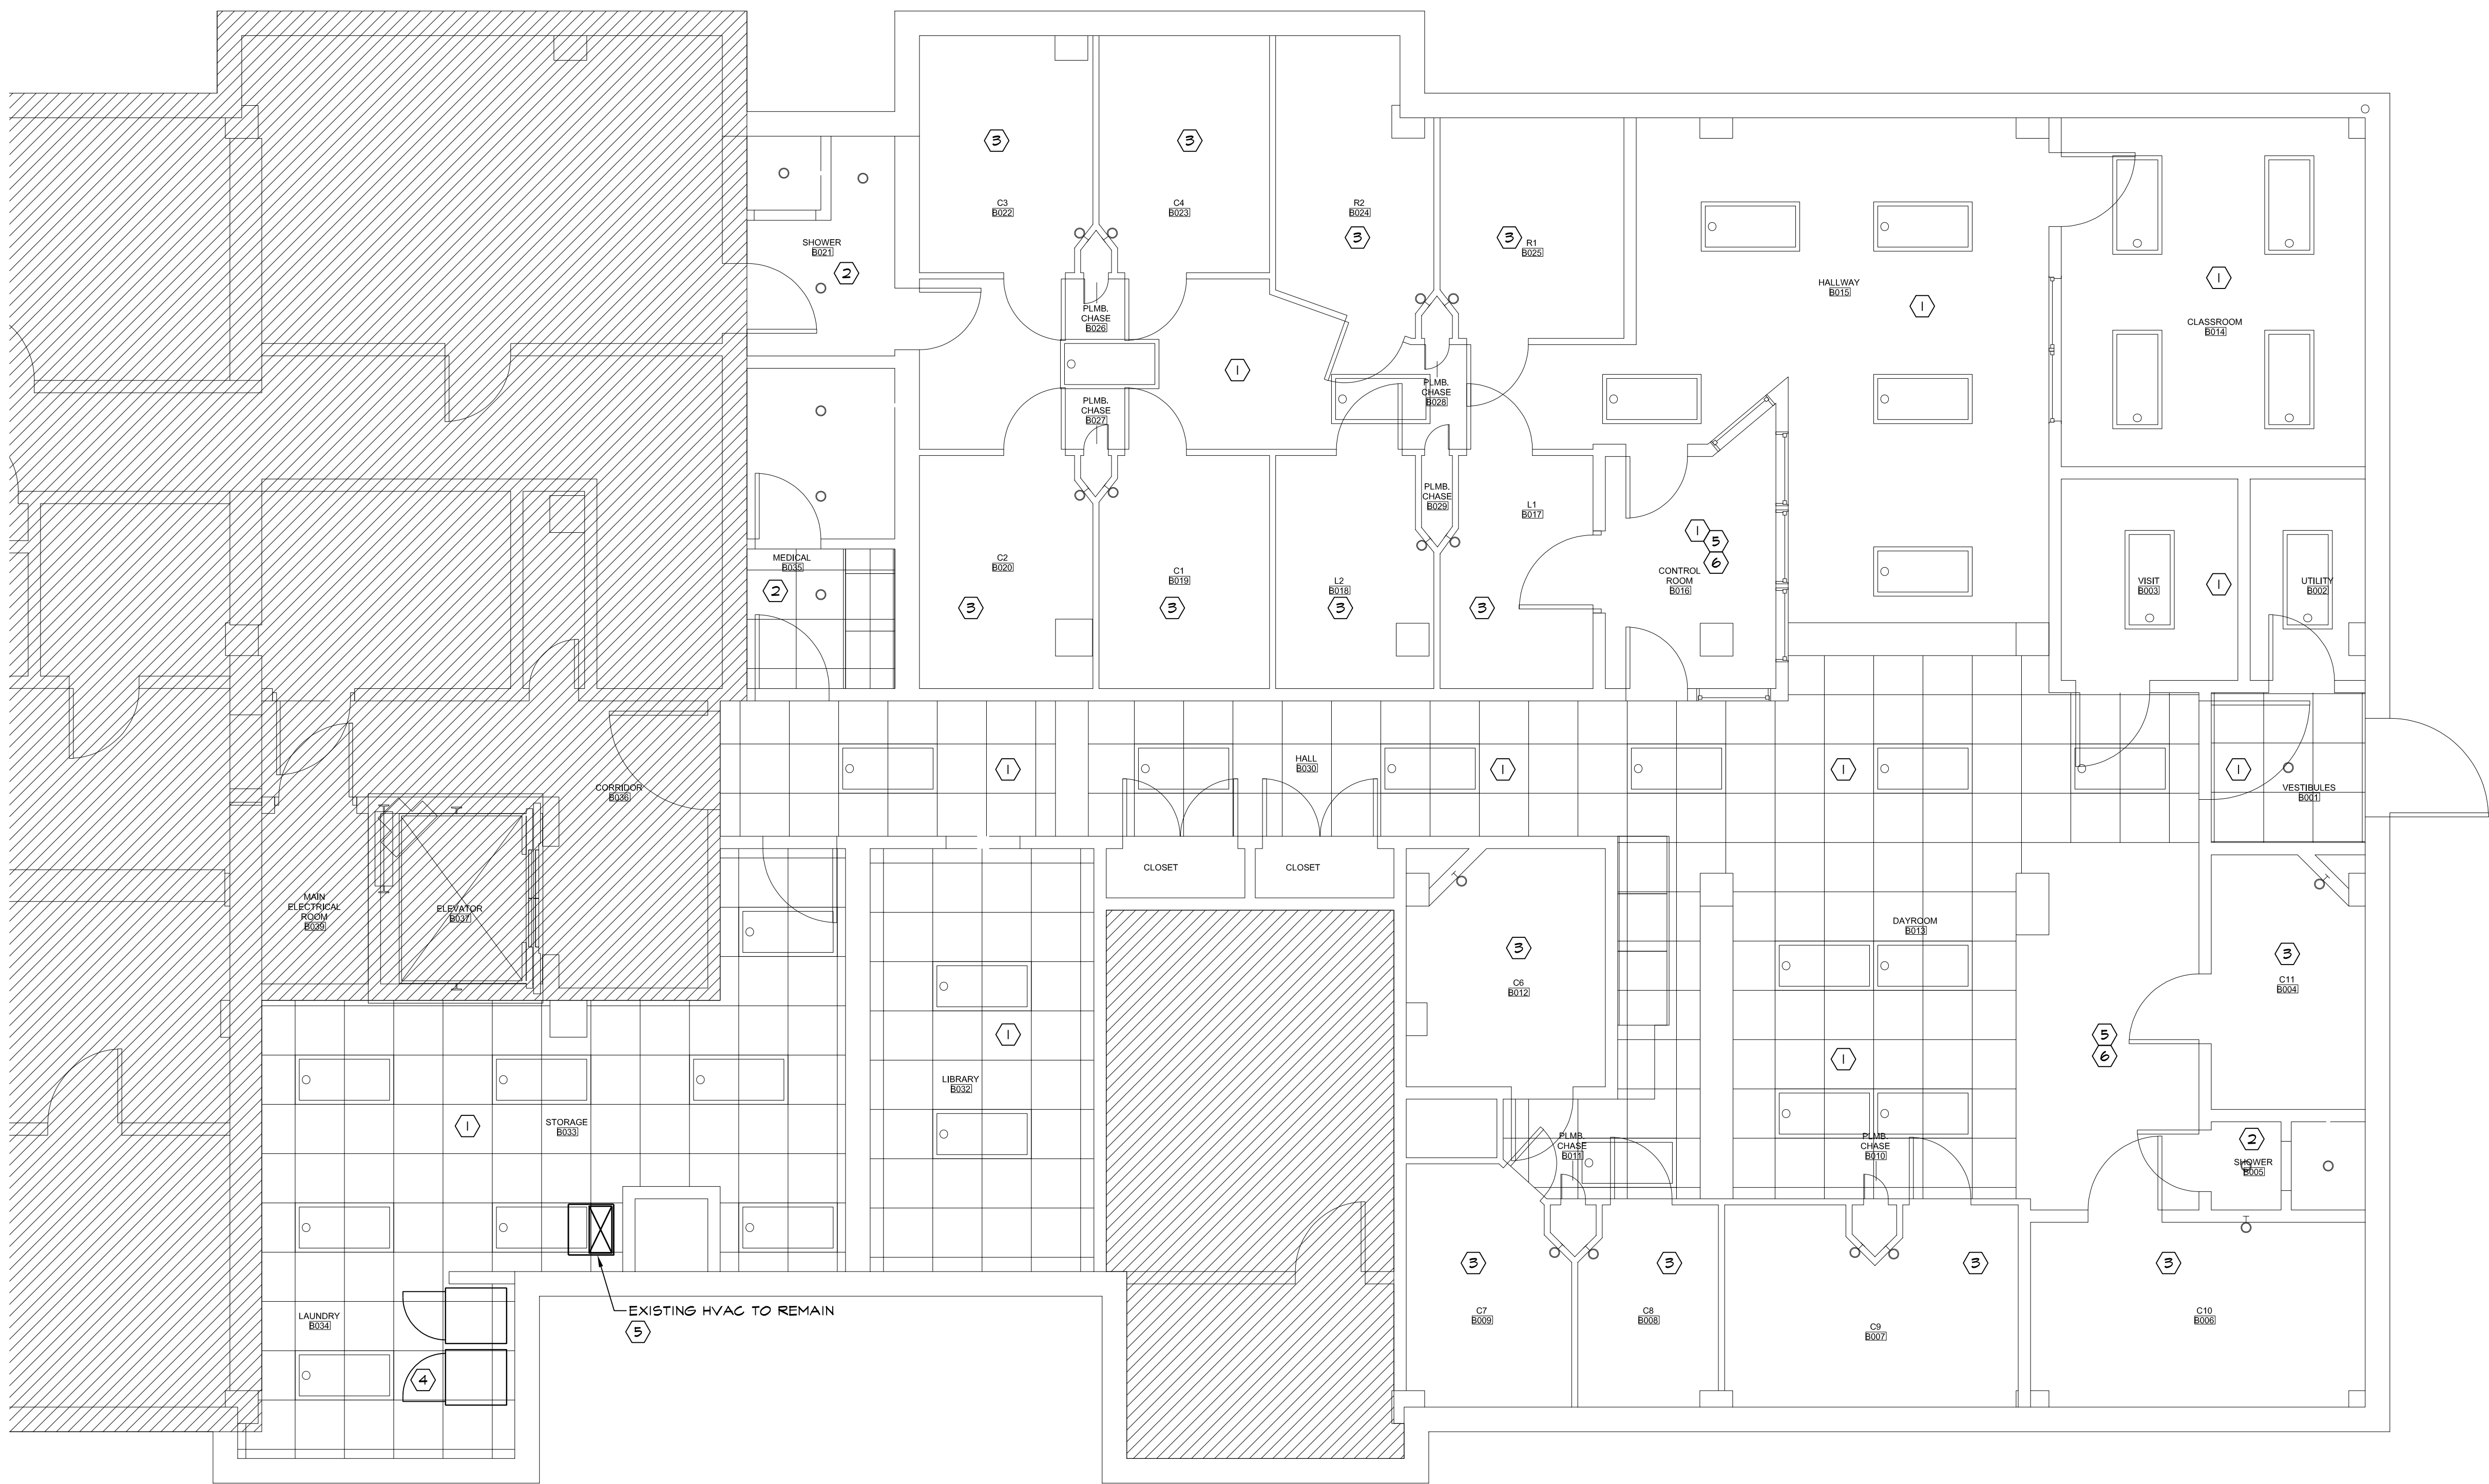 3
3
C3
B022
C4
B023
R2
B024
3
3
R1
B025
SHOWER
B021
2
HALLWAY
B015
1
1
CLASSROOM
B014
PLMB.
CHASE
B026
1
PLMB.
CHASE
B027
PLMB.
CHASE
B028
PLMB.
CHASE
B029
L1
B017
1
5
6
MEDICAL
B035
2
C2
B020
3
C1
B019
3
L2
B018
3
3
CONTROL
ROOM
B016
VISIT
B003
1
UTILITY
B002
CORRIDOR
B036
1
HALL
B030
1
1
1
VESTIBULES
B001
MAIN
ELECTRICAL
ROOM
B039
ELEVATOR
B037
CLOSET
CLOSET
3
C6
B012
DAYROOM
B013
3
C11
B004
1
LIBRARY
B032
1
5
6
1
STORAGE
B033
PLMB.
CHASE
B011
PLMB.
CHASE
B010
2
SHOWER
B005
3
3
3
3
LAUNDRY
B034
EXISTING HVAC TO REMAIN
5
4
C7
B009
C8
B008
C9
B007
C10
B006